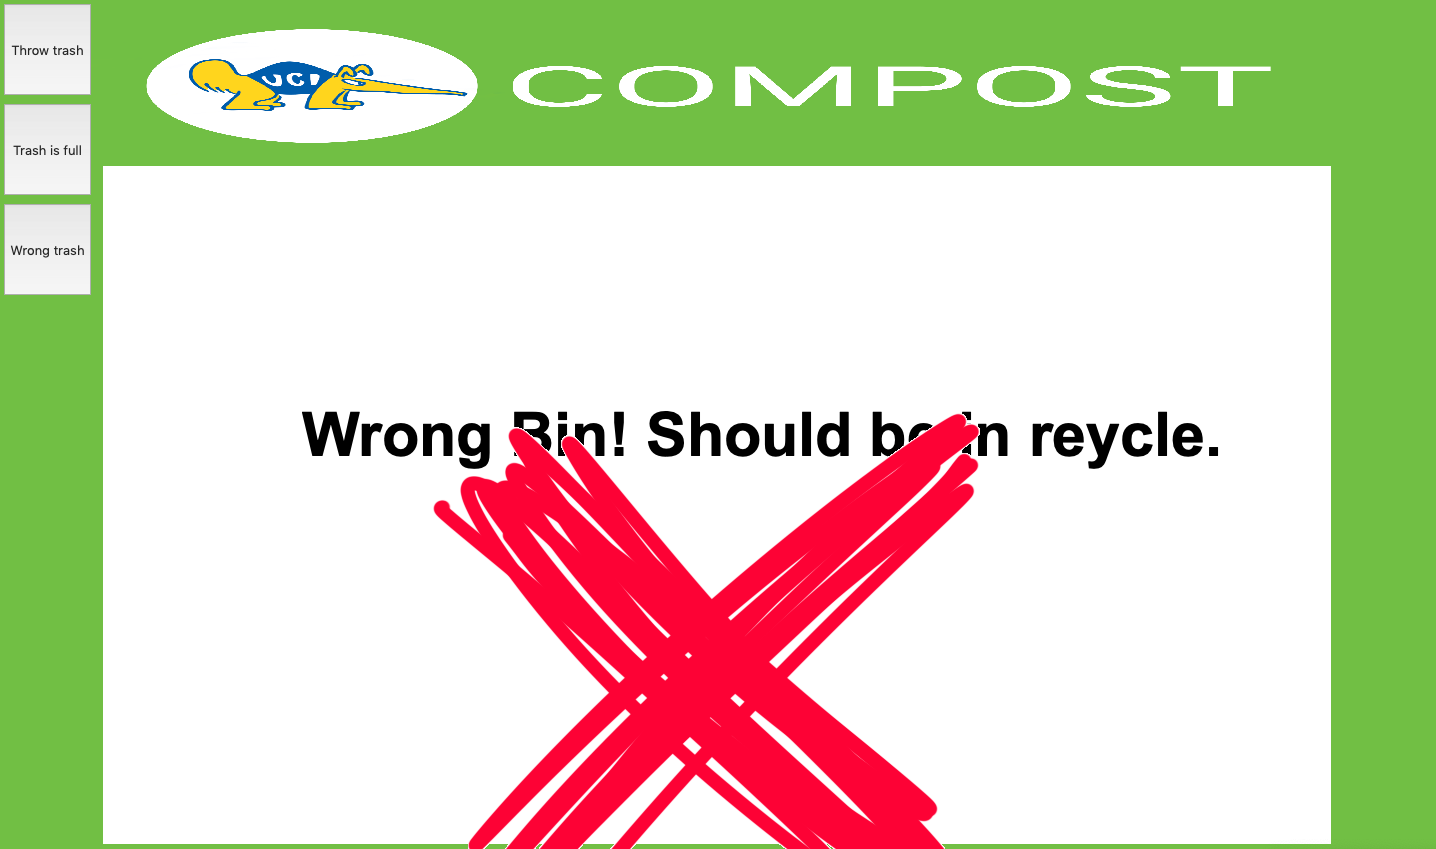 Throw trash
Trash is full
Wrong trash
UCI
COMPOST
Wrong Bin! Should be in reycle.